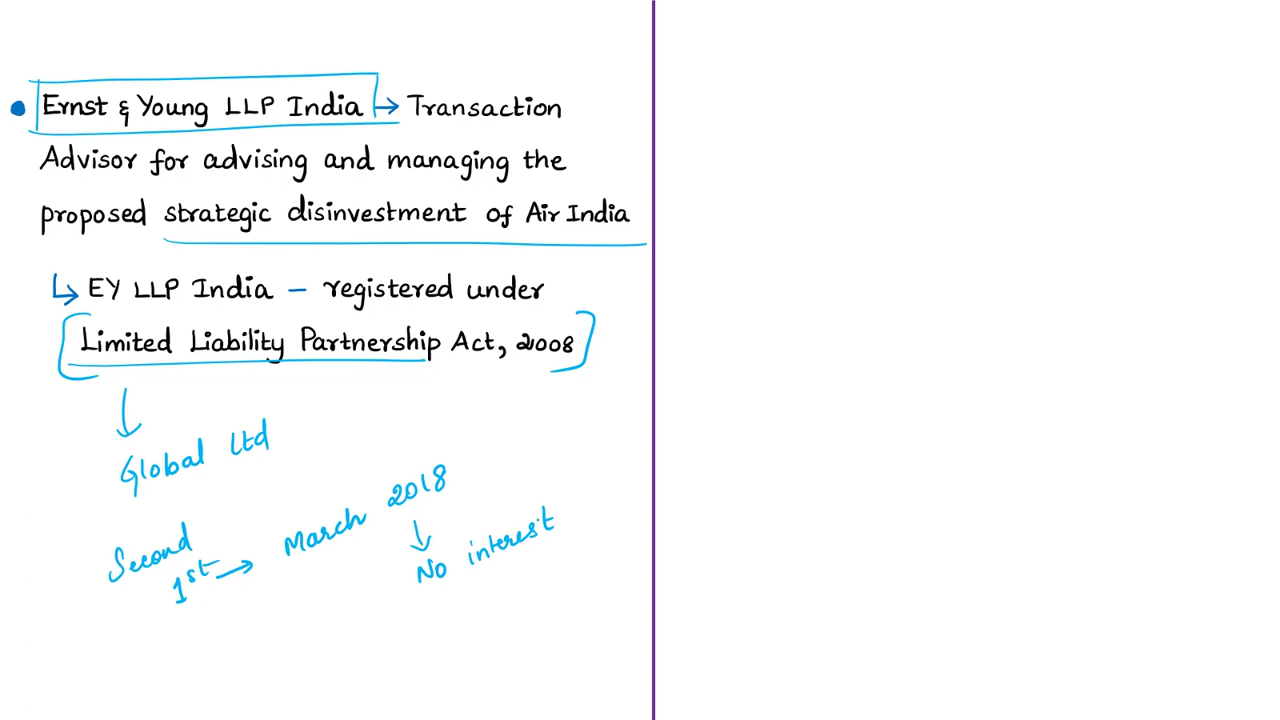 Ernst & Young LLP India → Transaction
Advisor for advising and managing the
proposed strategic disinvestment of Air India
↳ EY LLP India – registered under
[Limited Liability Partnership Act, 2008]
↓
Global Ltd
Second
1st → March 2018
↓
No interest